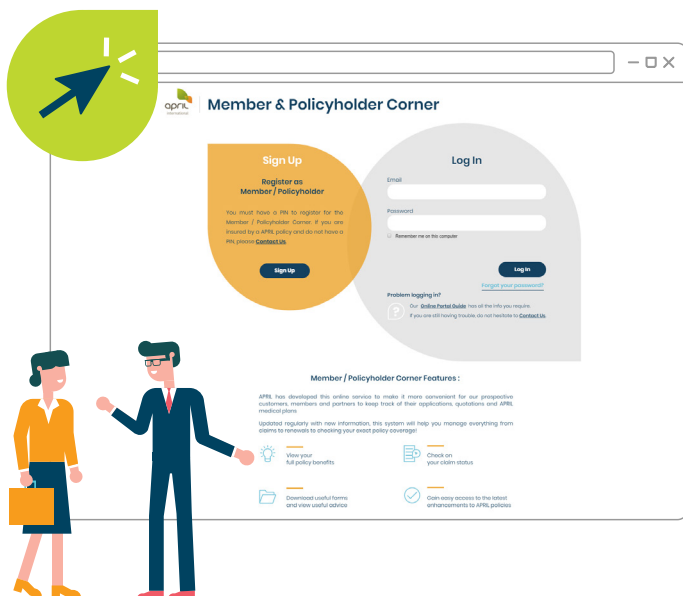 april
international
Member & Policyholder Corner
Sign Up
Register as
Member / Policyholder
You must have a PIN to register for the
Member / Policyholder Corner. If you are
insured by a APRIL policy and do not have a
PIN, please Contact Us.
Sign Up
Log In
Email
Password
Remember me on this computer
Log In
Forgot your password?
Problem logging in?
?
Our Online Portal Guide has all the info you require.
If you are still having trouble, do not hesitate to Contact Us.
Member / Policyholder Corner Features :
APRIL has developed this online service to make it more convenient for our prospective
customers, members and partners to keep track of their applications, quotations and APRIL
medical plans
Updated regularly with new information, this system will help you manage everything from
claims to renewals to checking your exact policy coverage!
View your
full policy benefits
Check on
your claim status
Download useful forms
and view useful advice
Gain easy access to the latest
enhancements to APRIL policies